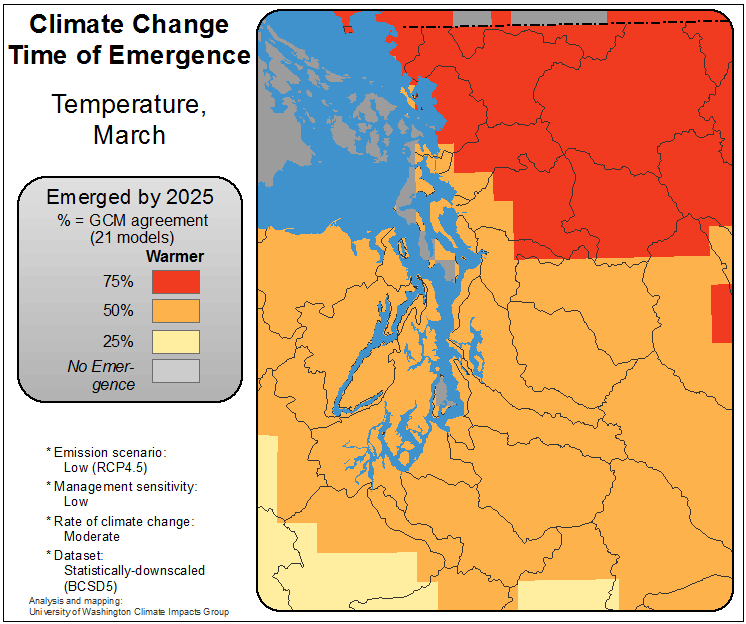 Climate Change
Time of Emergence
Temperature,
March
Emerged by 2025
% = GCM agreement
(21 models)
Warmer
75%
50%
25%
No Emer-
gence
* Emission scenario:
Low (RCP4.5)
* Management sensitivity:
Low
* Rate of climate change:
Moderate
* Dataset:
Statistically-downscaled
(BCSD5)
Analysis and mapping:
University of Washington Climate Impacts Group